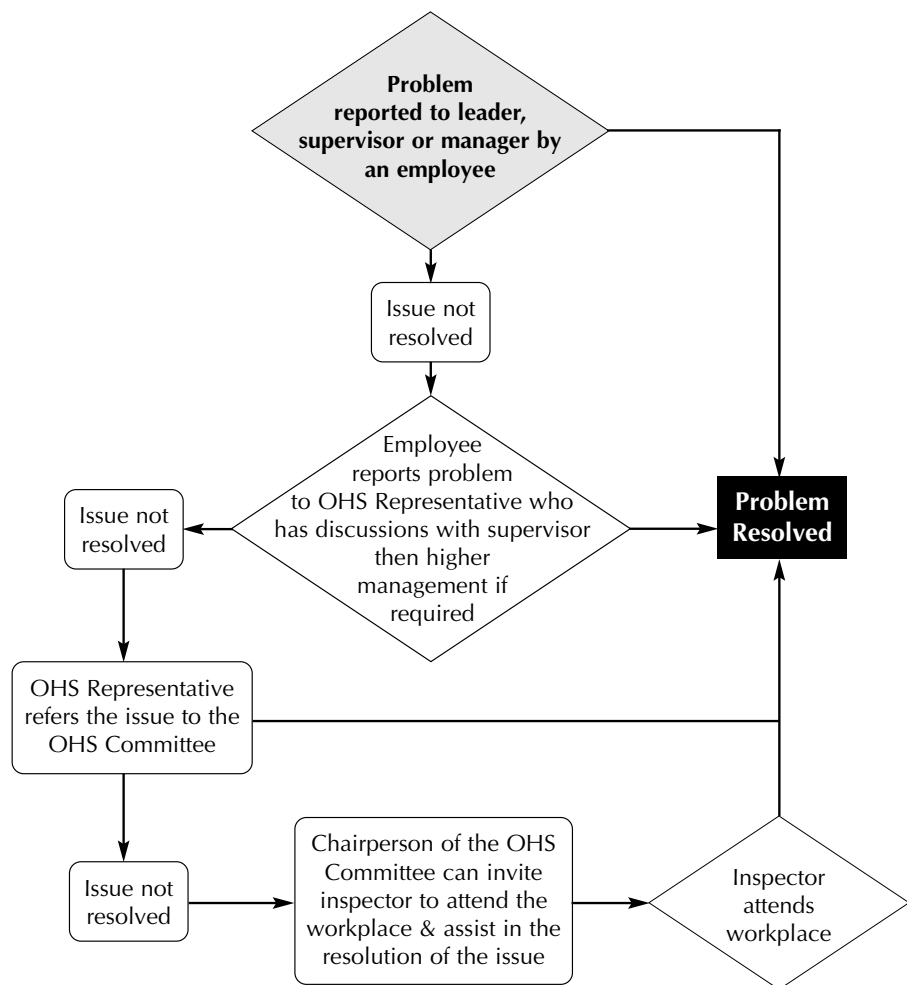 Problem
reported to leader,
supervisor or manager by
an employee
Issue not
resolved
Employee
reports problem
to OHS Representative who
has discussions with supervisor
then higher
management if
required
Issue not
resolved
Problem
Resolved
OHS Representative
refers the issue to the
OHS Committee
Issue not
resolved
Chairperson of the OHS
Committee can invite
inspector to attend the
workplace & assist in the
resolution of the issue
Inspector
attends
workplace